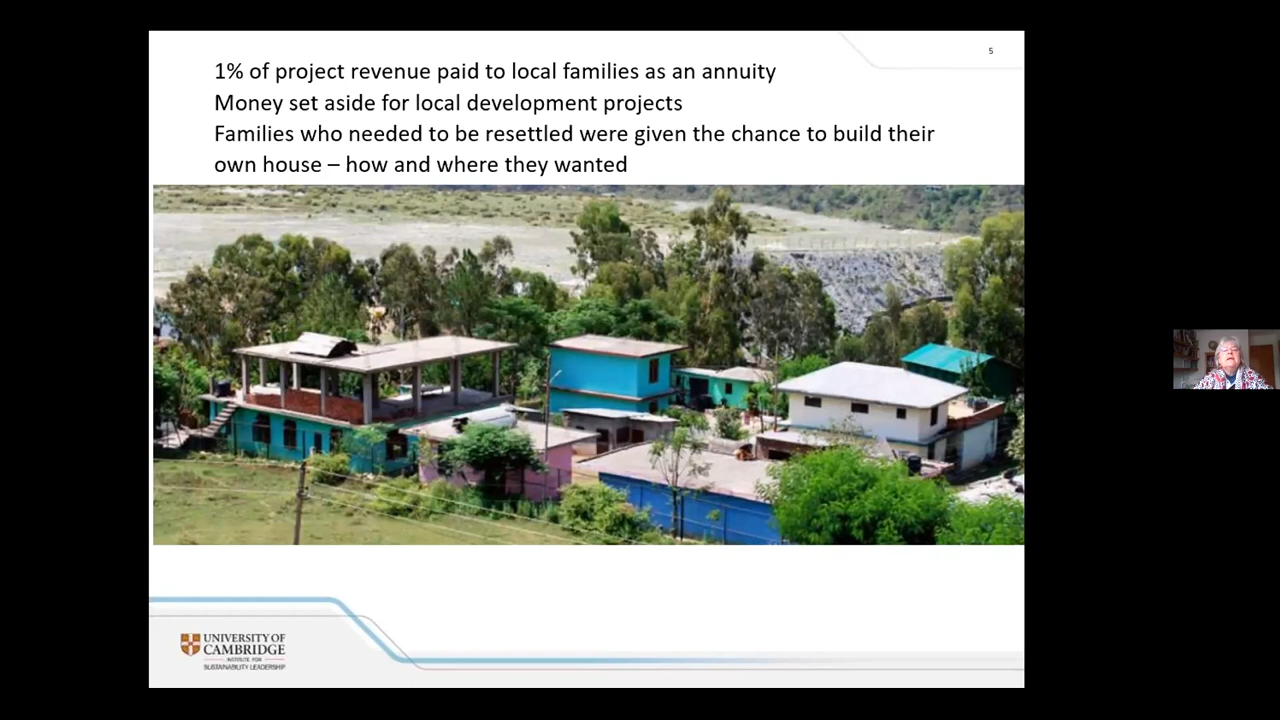 5
1% of project revenue paid to local families as an annuity
Money set aside for local development projects
Families who needed to be resettled were given the chance to build their
own house – how and where they wanted
UNIVERSITY OF
CAMBRIDGE
INSTITUTE FOR
SUSTAINABILITY LEADERSHIP